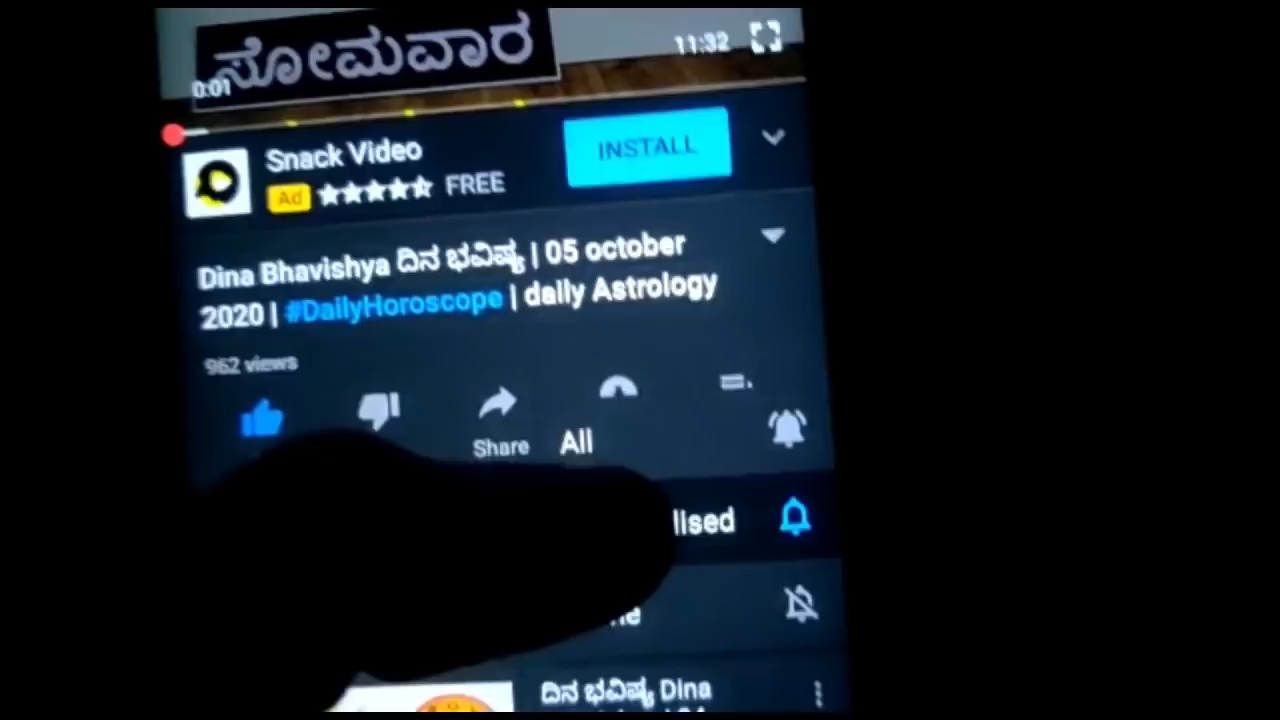 ಸೋಮವಾರ
0:01
11:32
Snack Video
INSTALL
Ad
FREE
Dina Bhavishya ದಿನ ಭವಿಷ್ಯ | 05 october
2020 | #DailyHoroscope | daily Astrology
962 views
Share
All
lised
ದಿನ ಭವಿಷ್ಯ Dina